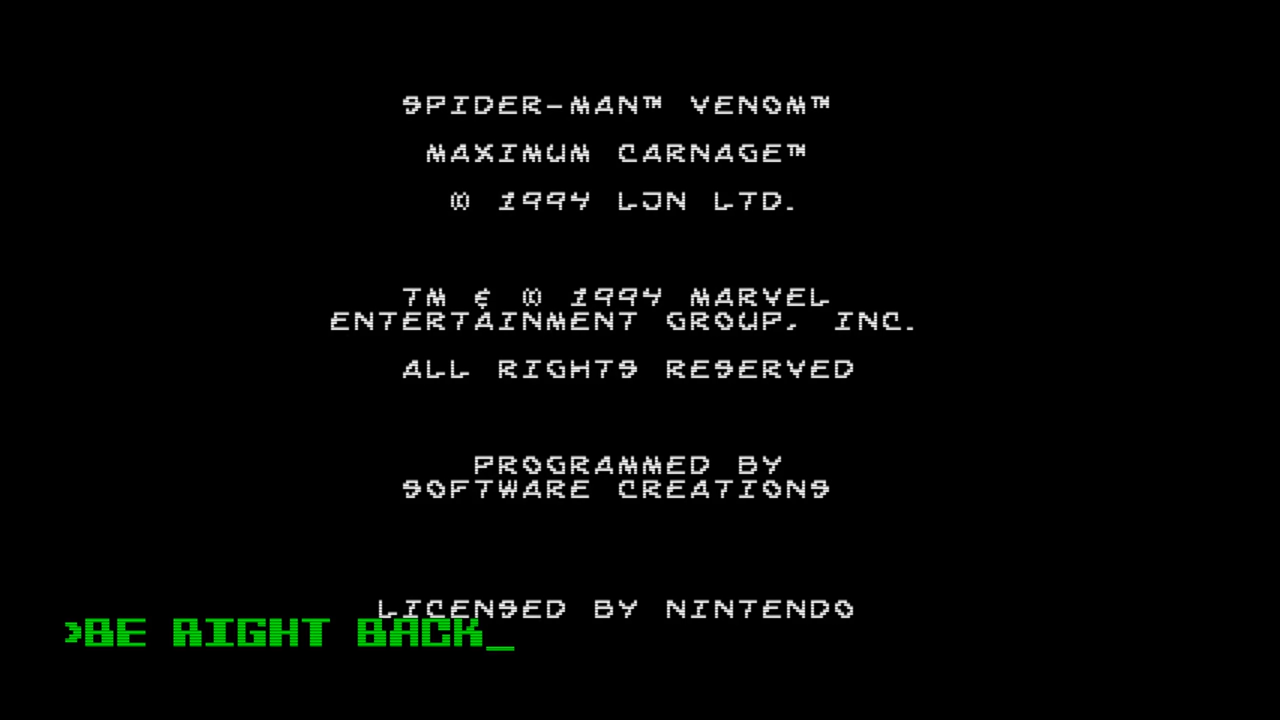 SPIDER-MAN™ VENOM™
MAXIMUM CARNAGE™
© 1994 LJN LTD.
TM & © 1994 MARVEL
ENTERTAINMENT GROUP, INC.
ALL RIGHTS RESERVED
PROGRAMMED BY
SOFTWARE CREATIONS
LICENSED BY NINTENDO
>BE RIGHT BACK_